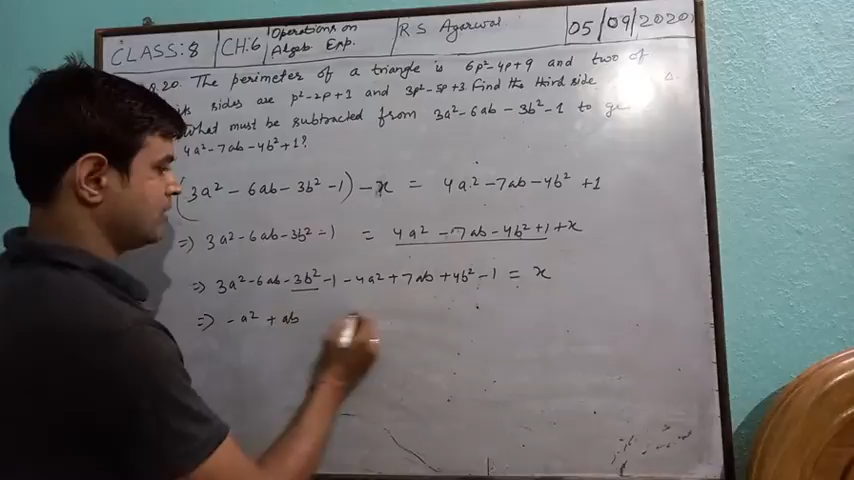 CLASS:8 CH:6 Operations on Algeb Exp. R S Agarwal 05/09/2020
Q.20. The perimeter of a triangle is 6p²-4p+9 and two of
its sides are p²-2p+1 and 3p²-5p+3 Find the third side Δ.
what must be subtracted from 3a²-6ab-3b²-1 to
4a²-7ab-4b²+1?
(3a²-6ab-3b²-1)-x = 4a²-7ab-4b²+1
⇒ 3a²-6ab-3b²-1 = 4a²-7ab-4b²+1+x
⇒ 3a²-6ab-3b²-1-4a²+7ab+4b²-1 = x
⇒ -a²+ab